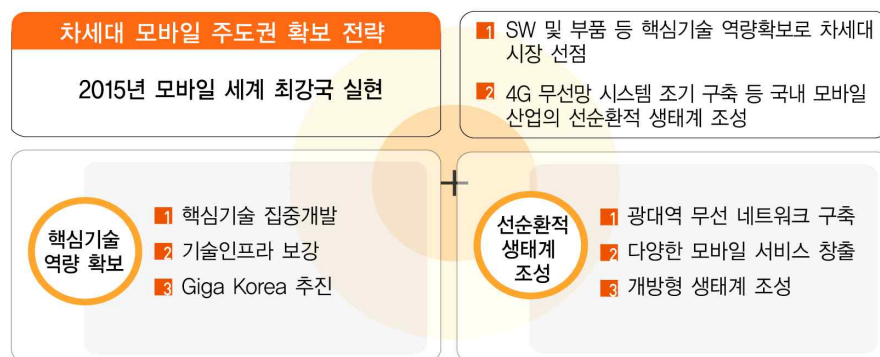 차세대 모바일 주도권 확보 전략
2015년 모바일 세계 최강국 실현
1 SW 및 부품 등 핵심기술 역량확보로 차세대
시장 선점
2 4G 무선망 시스템 조기 구축 등 국내 모바일
산업의 선순환적 생태계 조성
핵심기술
역량 확보
1 핵심기술 집중개발
2 기술인프라 보강
3 Giga Korea 추진
+
선순환적
생태계
조성
1 광대역 무선 네트워크 구축
2 다양한 모바일 서비스 창출
3 개방형 생태계 조성